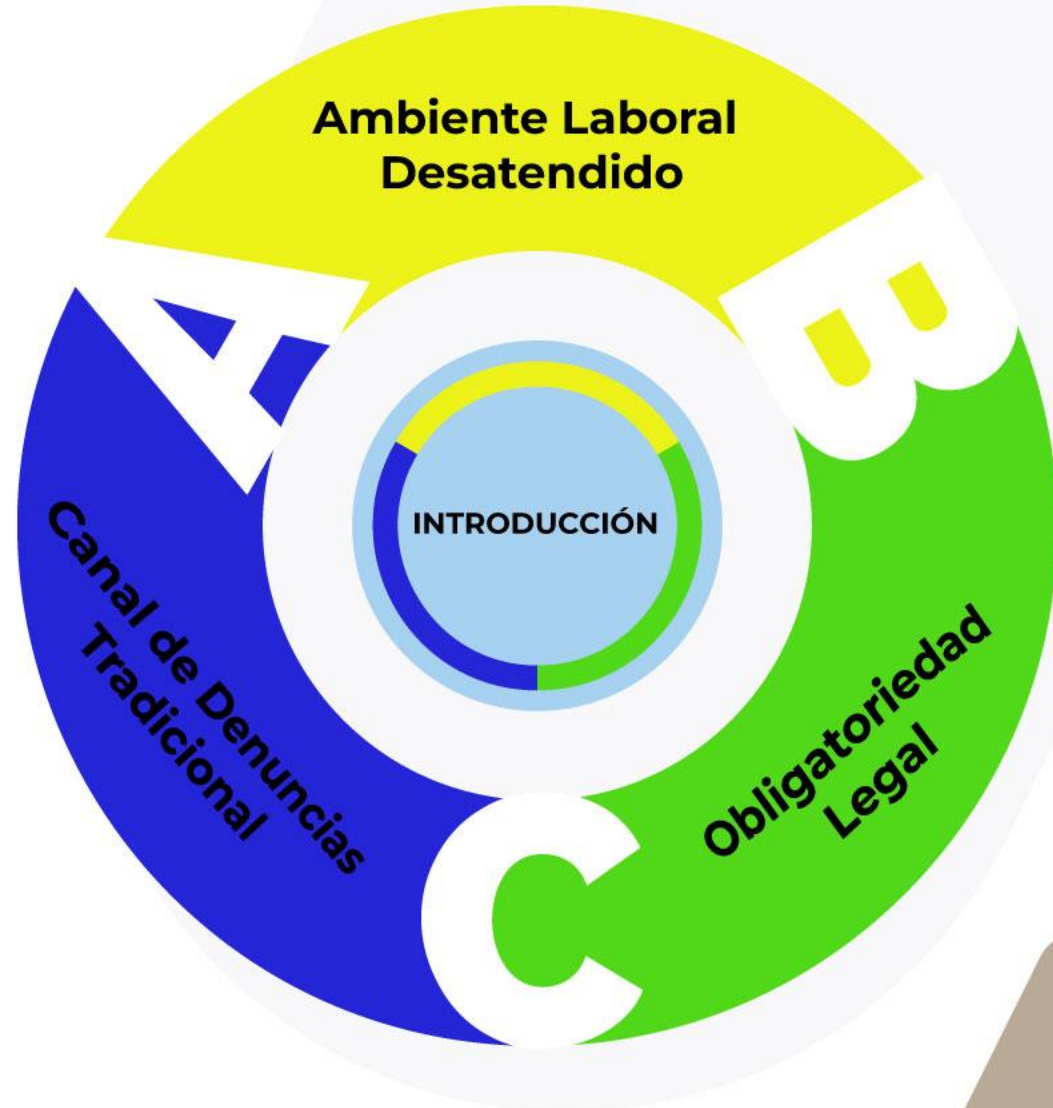 Ambiente Laboral
Desatendido
A
B
INTRODUCCIÓN
Canal de Denuncias
Tradicional
Obligatoriedad
Legal
C